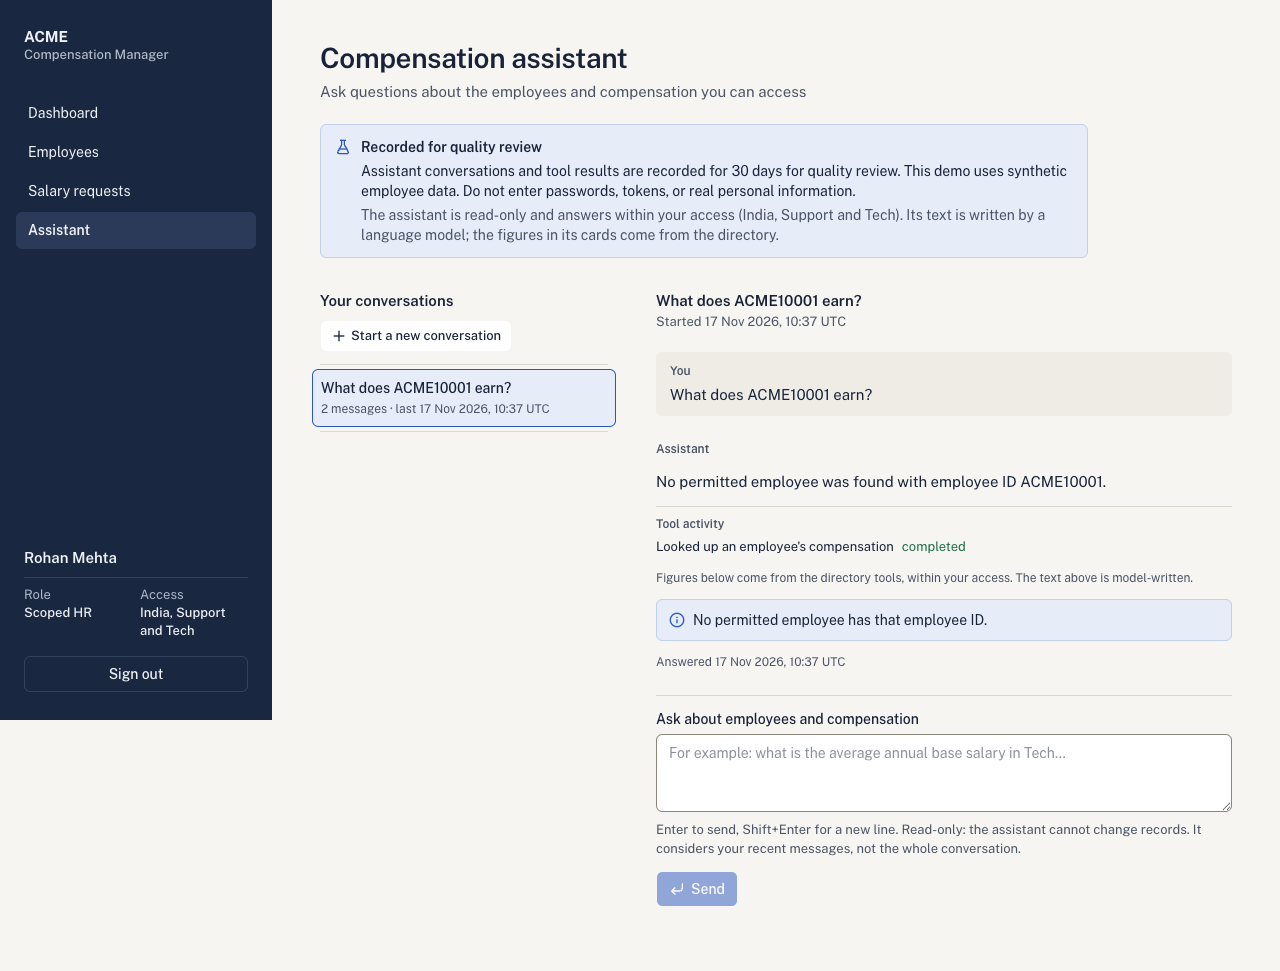 ACME
Compensation Manager
Dashboard
Employees
Salary requests
Assistant
Rohan Mehta
Role
Scoped HR
Access
India, Support
and Tech
Sign out
Compensation assistant
Ask questions about the employees and compensation you can access
Recorded for quality review
Assistant conversations and tool results are recorded for 30 days for quality review. This demo uses synthetic
employee data. Do not enter passwords, tokens, or real personal information.
The assistant is read-only and answers within your access (India, Support and Tech). Its text is written by a
language model; the figures in its cards come from the directory.
Your conversations
Start a new conversation
What does ACME10001 earn?
2 messages · last 17 Nov 2026, 10:37 UTC
What does ACME10001 earn?
Started 17 Nov 2026, 10:37 UTC
You
What does ACME10001 earn?
Assistant
No permitted employee was found with employee ID ACME10001.
Tool activity
Looked up an employee's compensation completed
Figures below come from the directory tools, within your access. The text above is model-written.
No permitted employee has that employee ID.
Answered 17 Nov 2026, 10:37 UTC
Ask about employees and compensation
For example: what is the average annual base salary in Tech...
Enter to send, Shift+Enter for a new line. Read-only: the assistant cannot change records. It
considers your recent messages, not the whole conversation.
Send